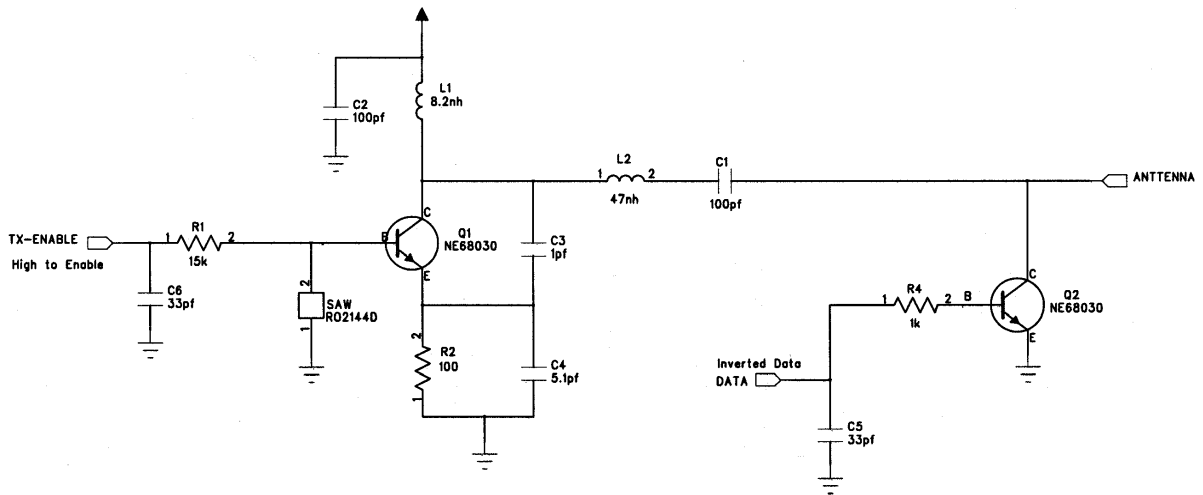 L1
8.2nh
C2
100pf
L2
1
2
47nh
C1
100pf
ANTTENNA
C
TX-ENABLE
High to Enable
1
R1
2
15k
B
Q1
NE68030
E
C3
1pf
C6
33pf
2
SAW
RO2144D
1
2
R2
100
1
C4
5.1pf
C
1
R4
2
B
1k
Q2
NE68030
E
Inverted Data
DATA
C5
33pf